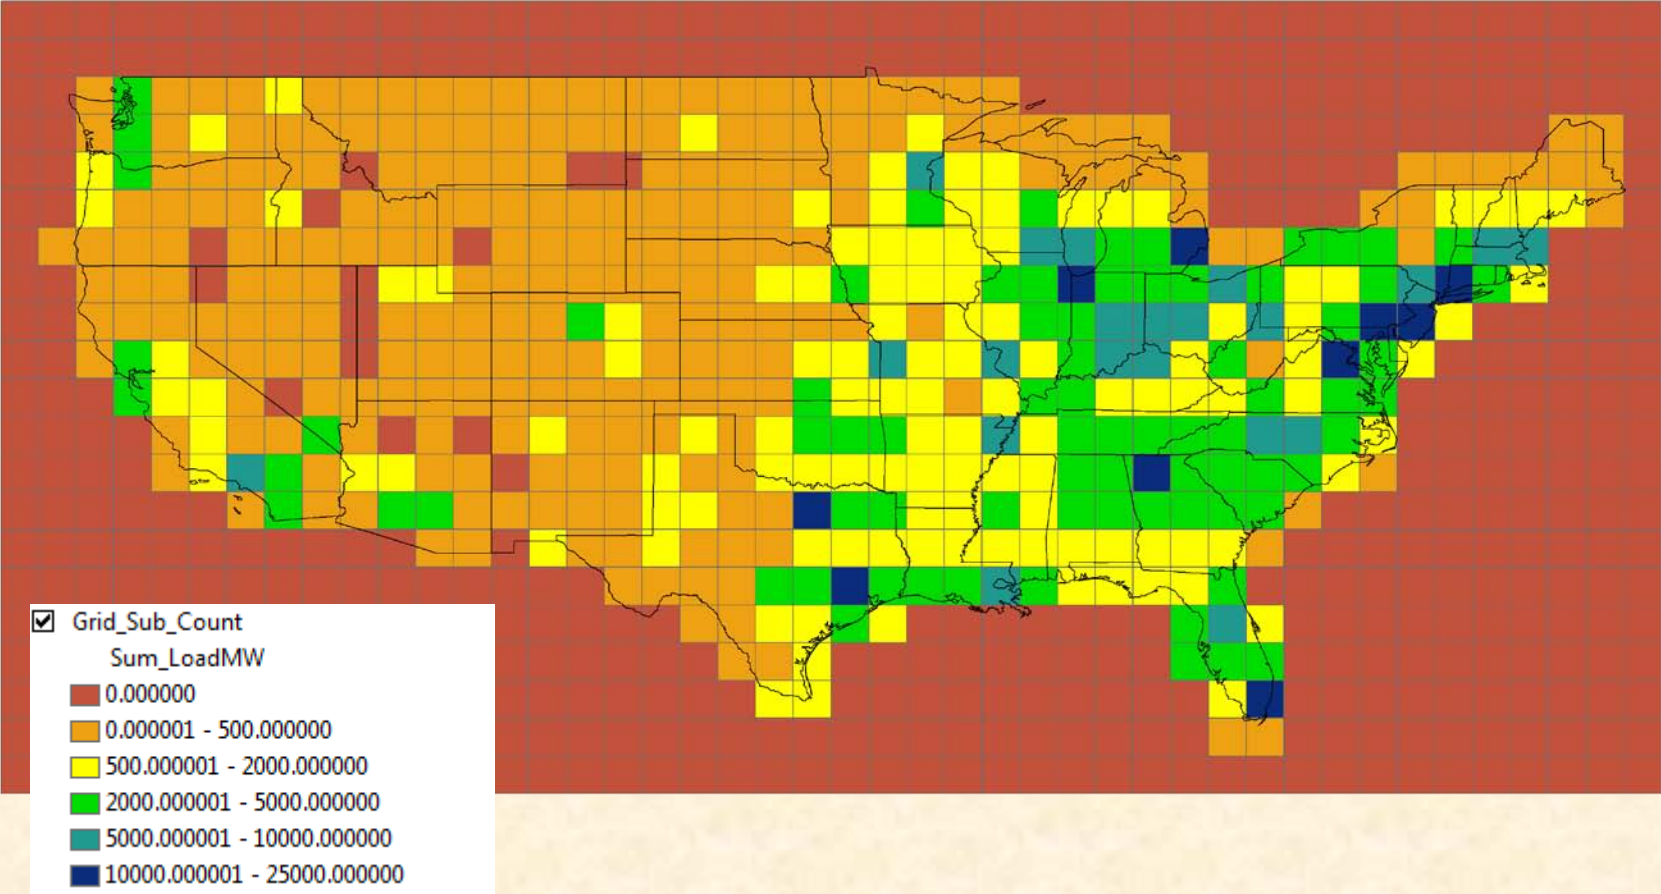 Grid_Sub_Count
Sum_LoadMW
0.000000
0.000001 - 500.000000
500.000001 - 2000.000000
2000.000001 - 5000.000000
5000.000001 - 10000.000000
10000.000001 - 25000.000000